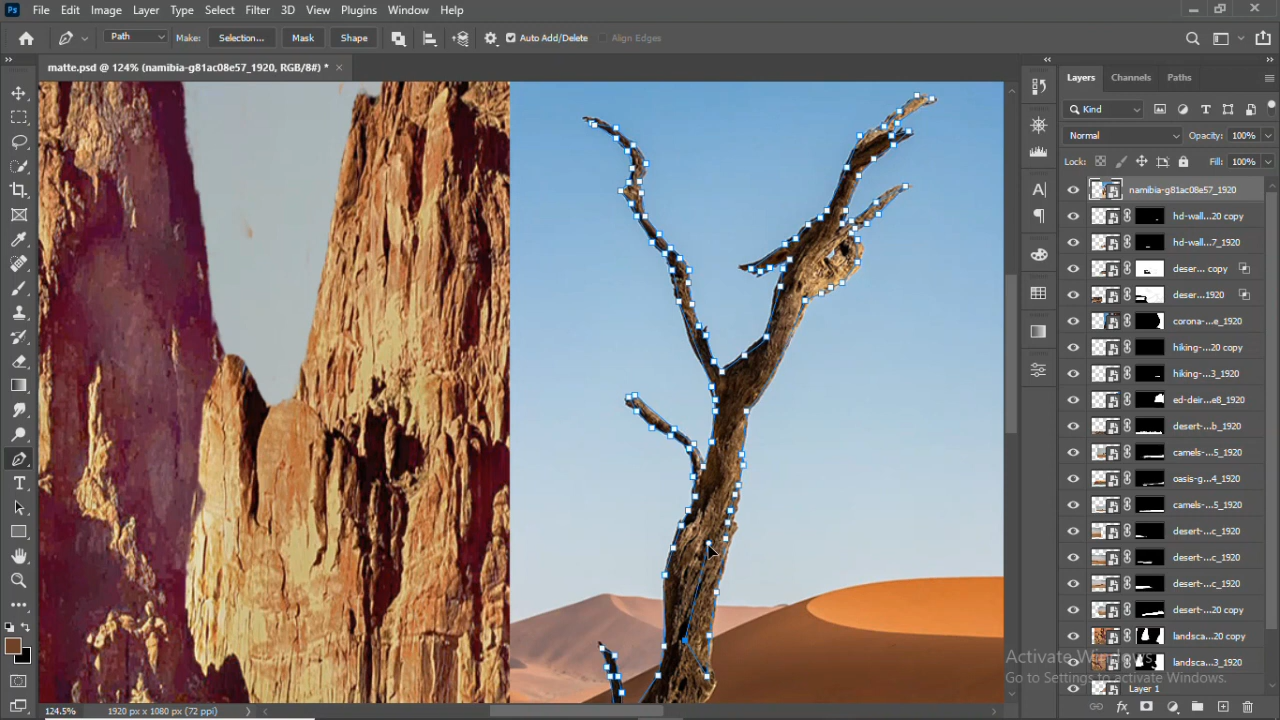 Ps File Edit Image Layer Type Select Filter 3D View Plugins Window Help
Path Make: Selection... Mask Shape Auto Add/Delete Align Edges
matte.psd @ 124% (namibia-g81ac08e57_1920, RGB/8#) * ×
Layers Channels Paths
Kind
Normal Opacity: 100%
Lock: Fill: 100%
namibia-g81ac08e57_1920
hd-wall...20 copy
hd-wall...7_1920
deser... copy
deser...1920
corona-...e_1920
hiking-...20 copy
hiking-...3_1920
ed-deir...e8_1920
desert-..._b_1920
camels-...5_1920
oasis-g...4_1920
camels-...5_1920
desert-...c_1920
desert-...c_1920
desert-...c_1920
desert-...20 copy
landsca...20 copy
landsca...3_1920
Layer 1
Activate Windows
Go to Settings to activate Windows.
124.5% 1920 px x 1080 px (72 ppi)